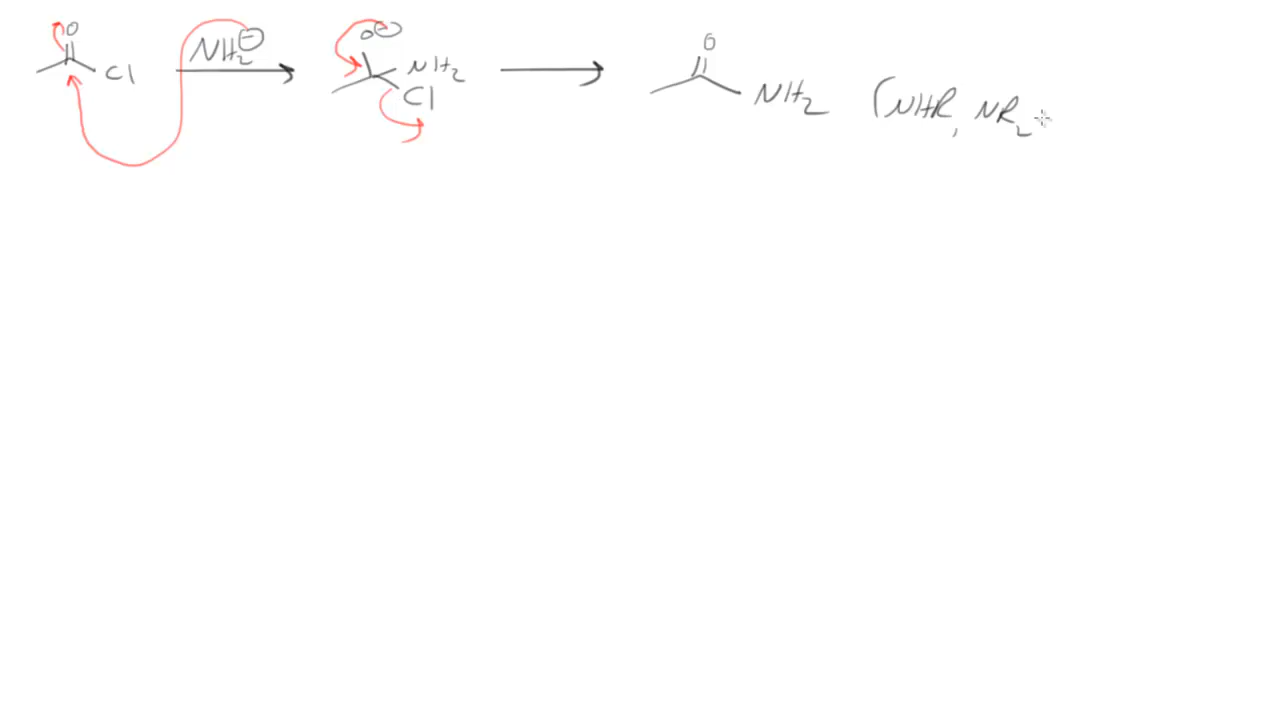 O Cl NH2⊖ O⊖ NH2 Cl O NH2 (NHR, NR2